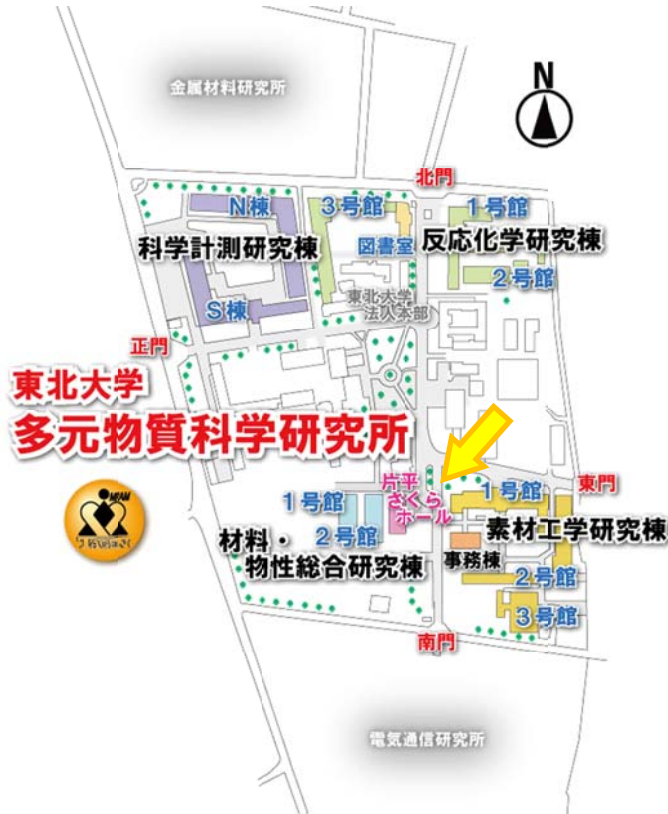 金属材料研究所
N
北門
N棟
3号館
1号館
科学計測研究棟
図書室
反応化学研究棟
2号館
東北大学
法人本部
S棟
正門
東北大学
多元物質科学研究所
片平
さくら
ホール
1号館
東門
1号館
2号館
素材工学研究棟
材料・
物性総合研究棟
事務棟
2号館
3号館
南門
電気通信研究所
IMRAM